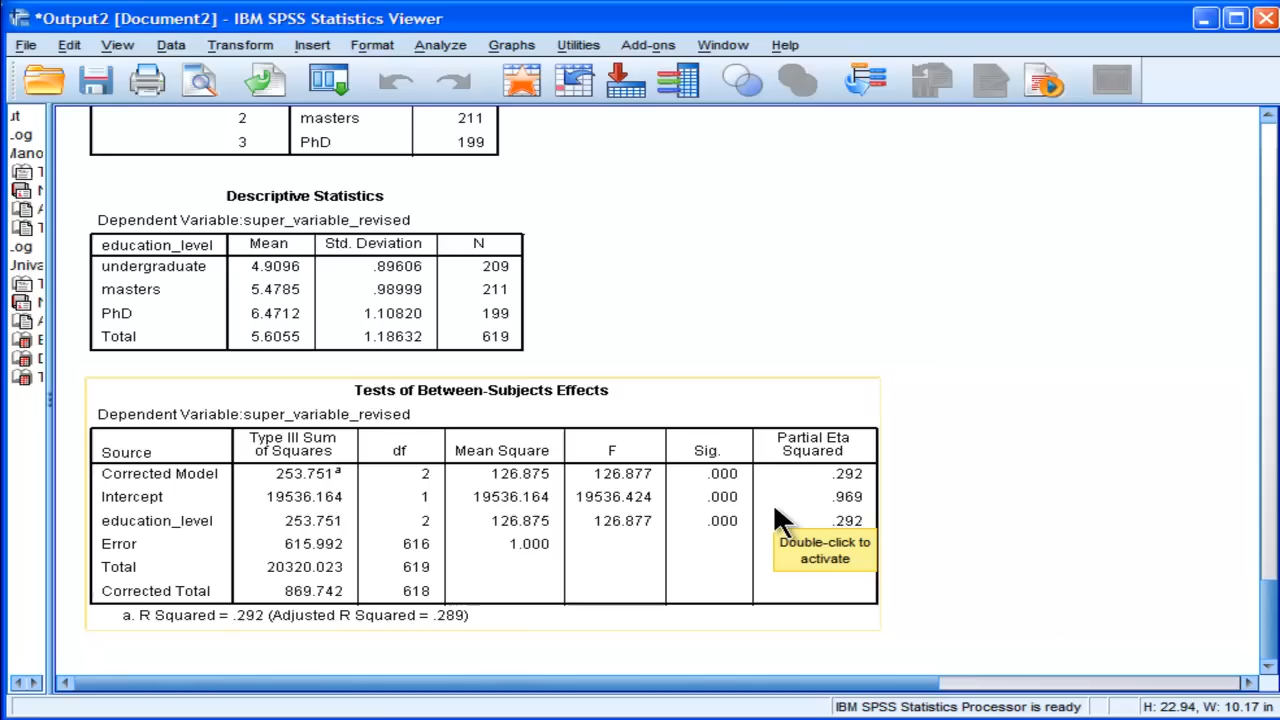 *Output2 [Document2] - IBM SPSS Statistics Viewer
File Edit View Data Transform Insert Format Analyze Graphs Utilities Add-ons Window Help
2 masters 211
3 PhD 199
Descriptive Statistics
Dependent Variable:super_variable_revised
education_level Mean Std. Deviation N
undergraduate 4.9096 .89606 209
masters 5.4785 .98999 211
PhD 6.4712 1.10820 199
Total 5.6055 1.18632 619
Tests of Between-Subjects Effects
Dependent Variable:super_variable_revised
Source Type III Sum of Squares df Mean Square F Sig. Partial Eta Squared
Corrected Model 253.751a 2 126.875 126.877 .000 .292
Intercept 19536.164 1 19536.164 19536.424 .000 .969
education_level 253.751 2 126.875 126.877 .000 .292
Error 615.992 616 1.000
Total 20320.023 619
Corrected Total 869.742 618
a. R Squared = .292 (Adjusted R Squared = .289)
Double-click to
activate
IBM SPSS Statistics Processor is ready H: 22.94, W: 10.17 in